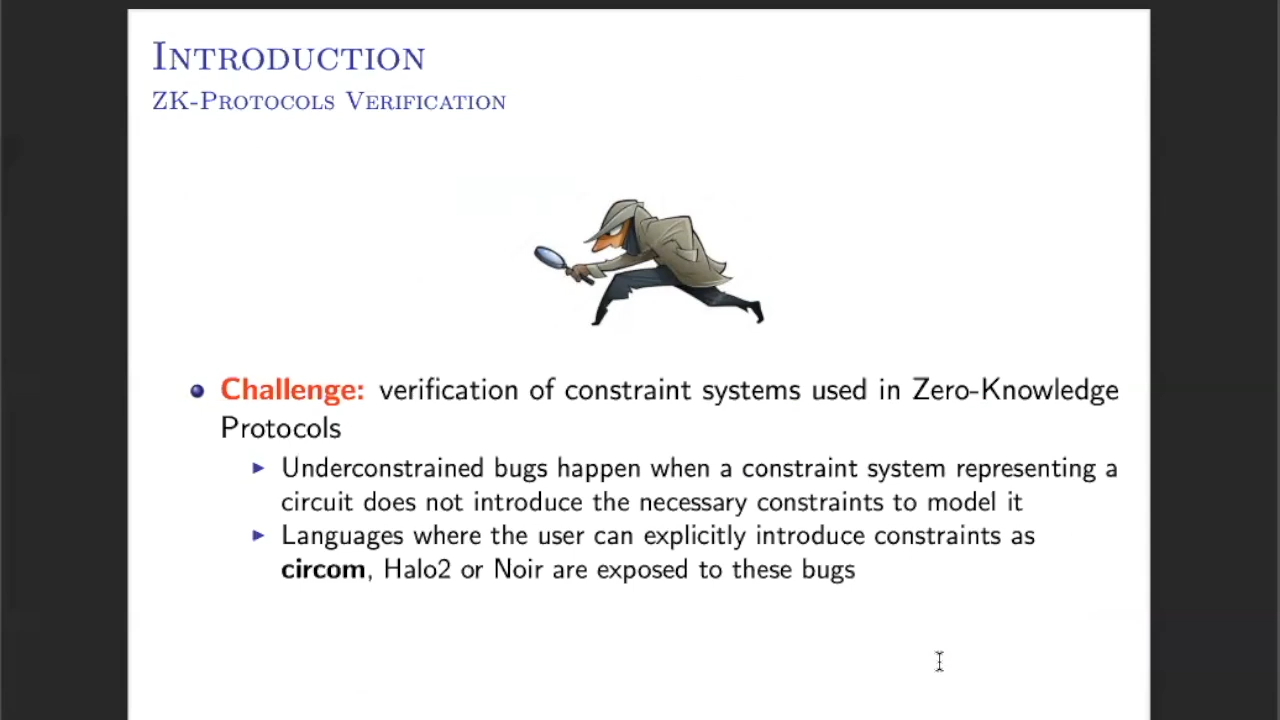 INTRODUCTION
ZK-PROTOCOLS VERIFICATION
Challenge: verification of constraint systems used in Zero-Knowledge
Protocols
Underconstrained bugs happen when a constraint system representing a
circuit does not introduce the necessary constraints to model it
Languages where the user can explicitly introduce constraints as
circom, Halo2 or Noir are exposed to these bugs